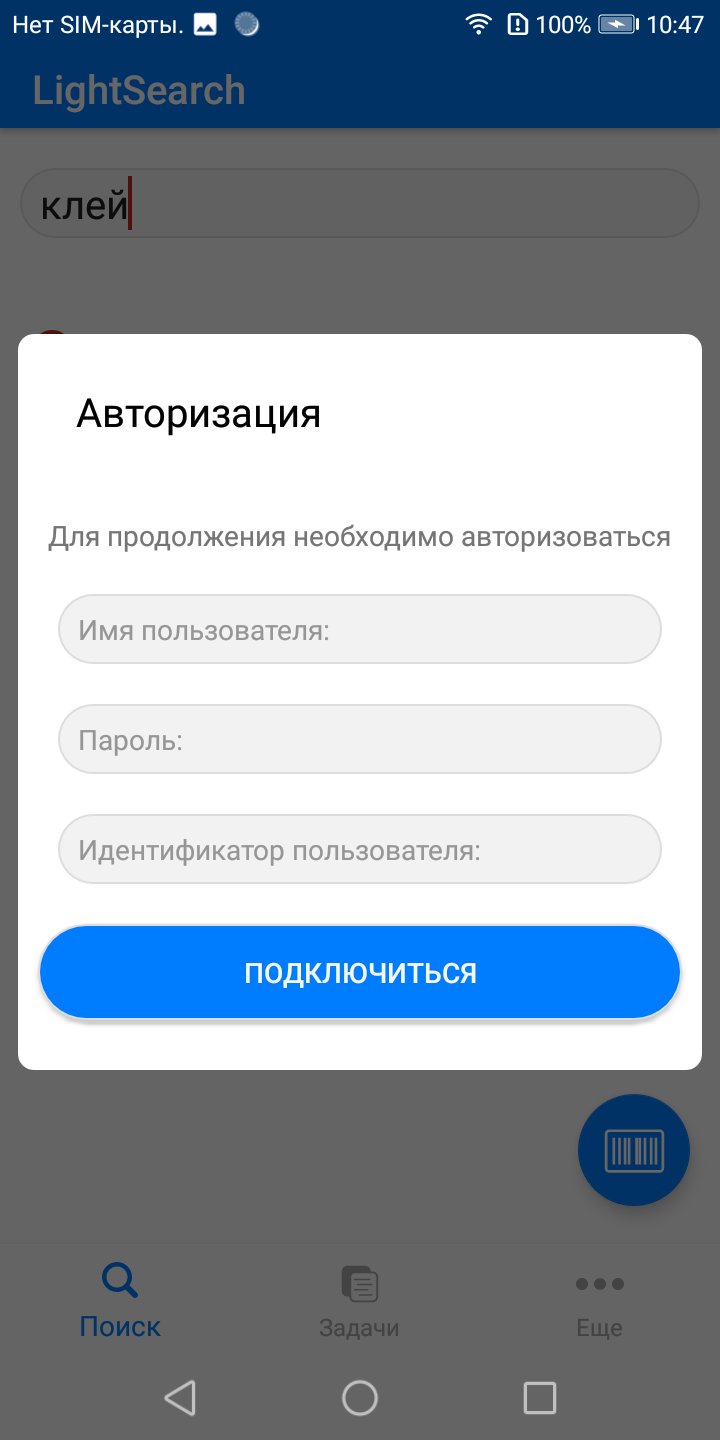 Нет SIM-карты. 100% 10:47
LightSearch
клей
Авторизация
Для продолжения необходимо авторизоваться
Имя пользователя:
Пароль:
Идентификатор пользователя:
ПОДКЛЮЧИТЬСЯ
Поиск Задачи Еще